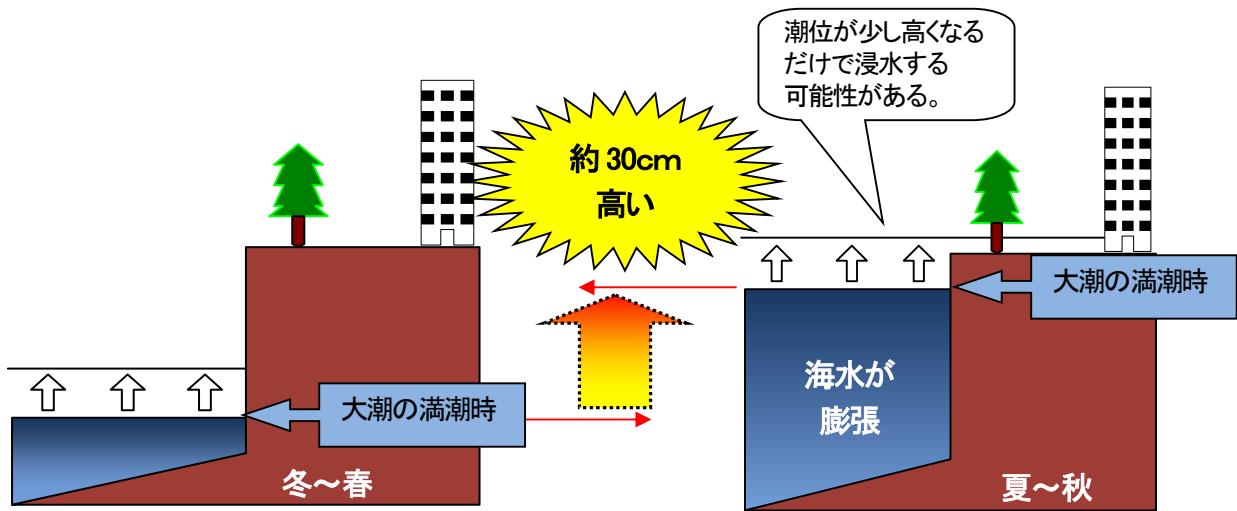 潮位が少し高くなる
だけで浸水する
可能性がある。
約30cm
高い
大潮の満潮時
海水が
膨張
大潮の満潮時
冬～春
夏～秋